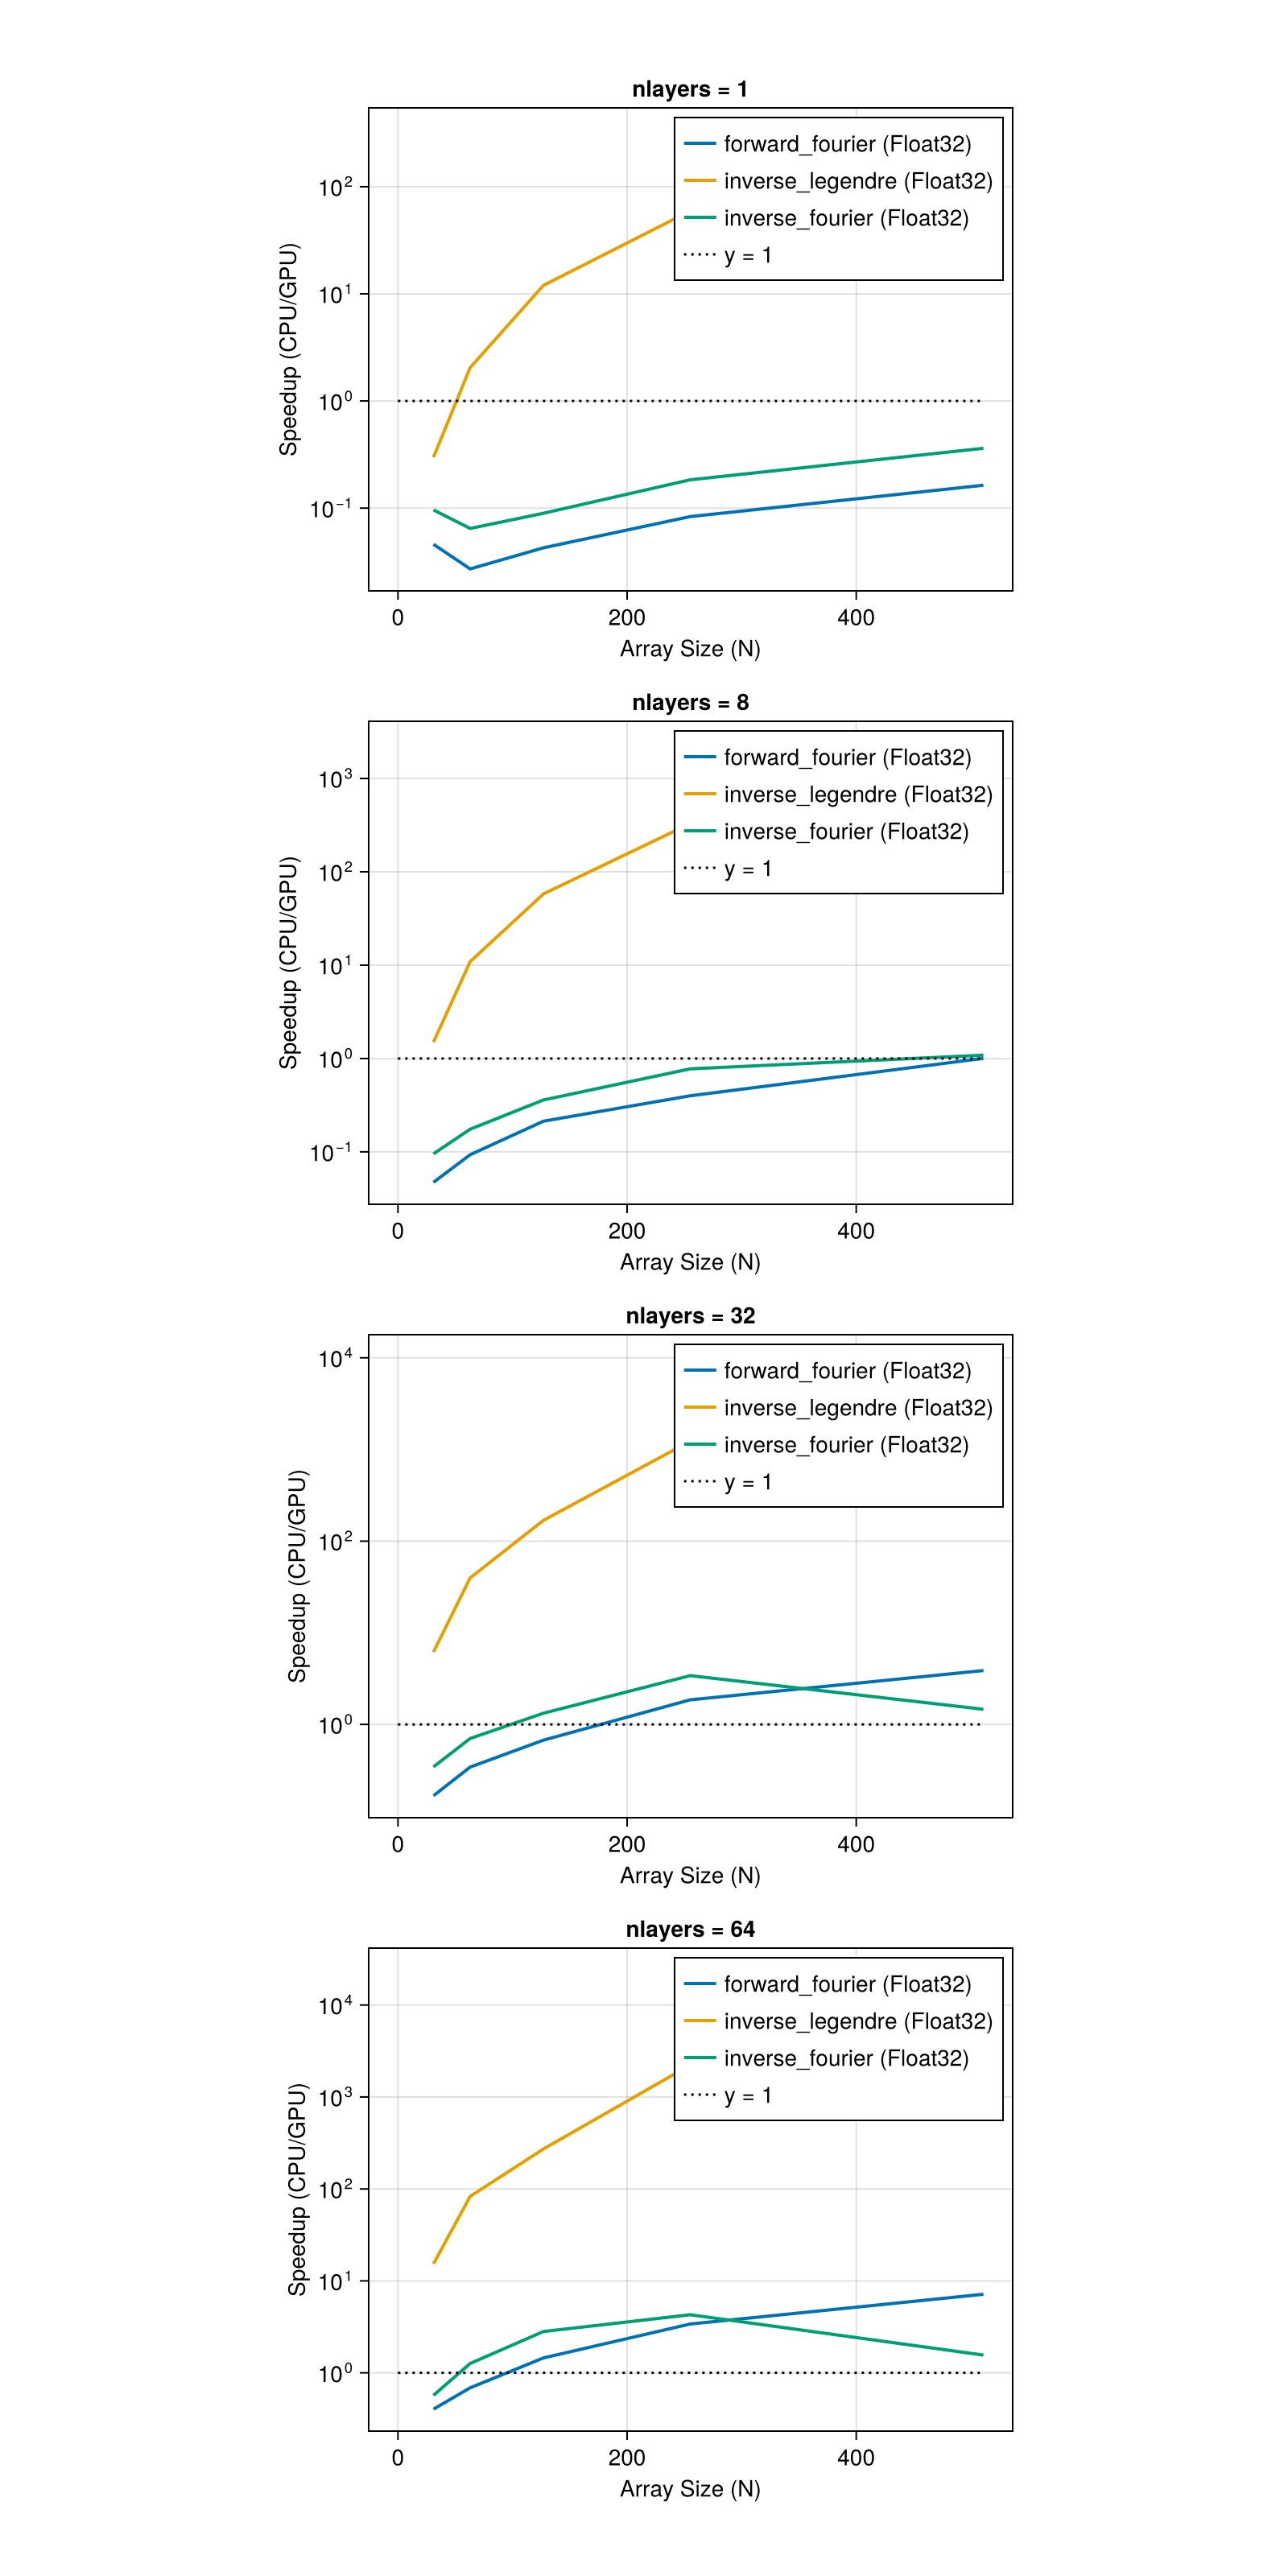 nlayers = 1
forward_fourier (Float32)
inverse_legendre (Float32)
inverse_fourier (Float32)
y = 1
10²
10¹
10⁰
10⁻¹
Speedup (CPU/GPU)
0 200 400
Array Size (N)
nlayers = 8
forward_fourier (Float32)
inverse_legendre (Float32)
inverse_fourier (Float32)
y = 1
10³
10²
10¹
10⁰
10⁻¹
Speedup (CPU/GPU)
0 200 400
Array Size (N)
nlayers = 32
forward_fourier (Float32)
inverse_legendre (Float32)
inverse_fourier (Float32)
y = 1
10⁴
10²
10⁰
Speedup (CPU/GPU)
0 200 400
Array Size (N)
nlayers = 64
forward_fourier (Float32)
inverse_legendre (Float32)
inverse_fourier (Float32)
y = 1
10⁴
10³
10²
10¹
10⁰
Speedup (CPU/GPU)
0 200 400
Array Size (N)